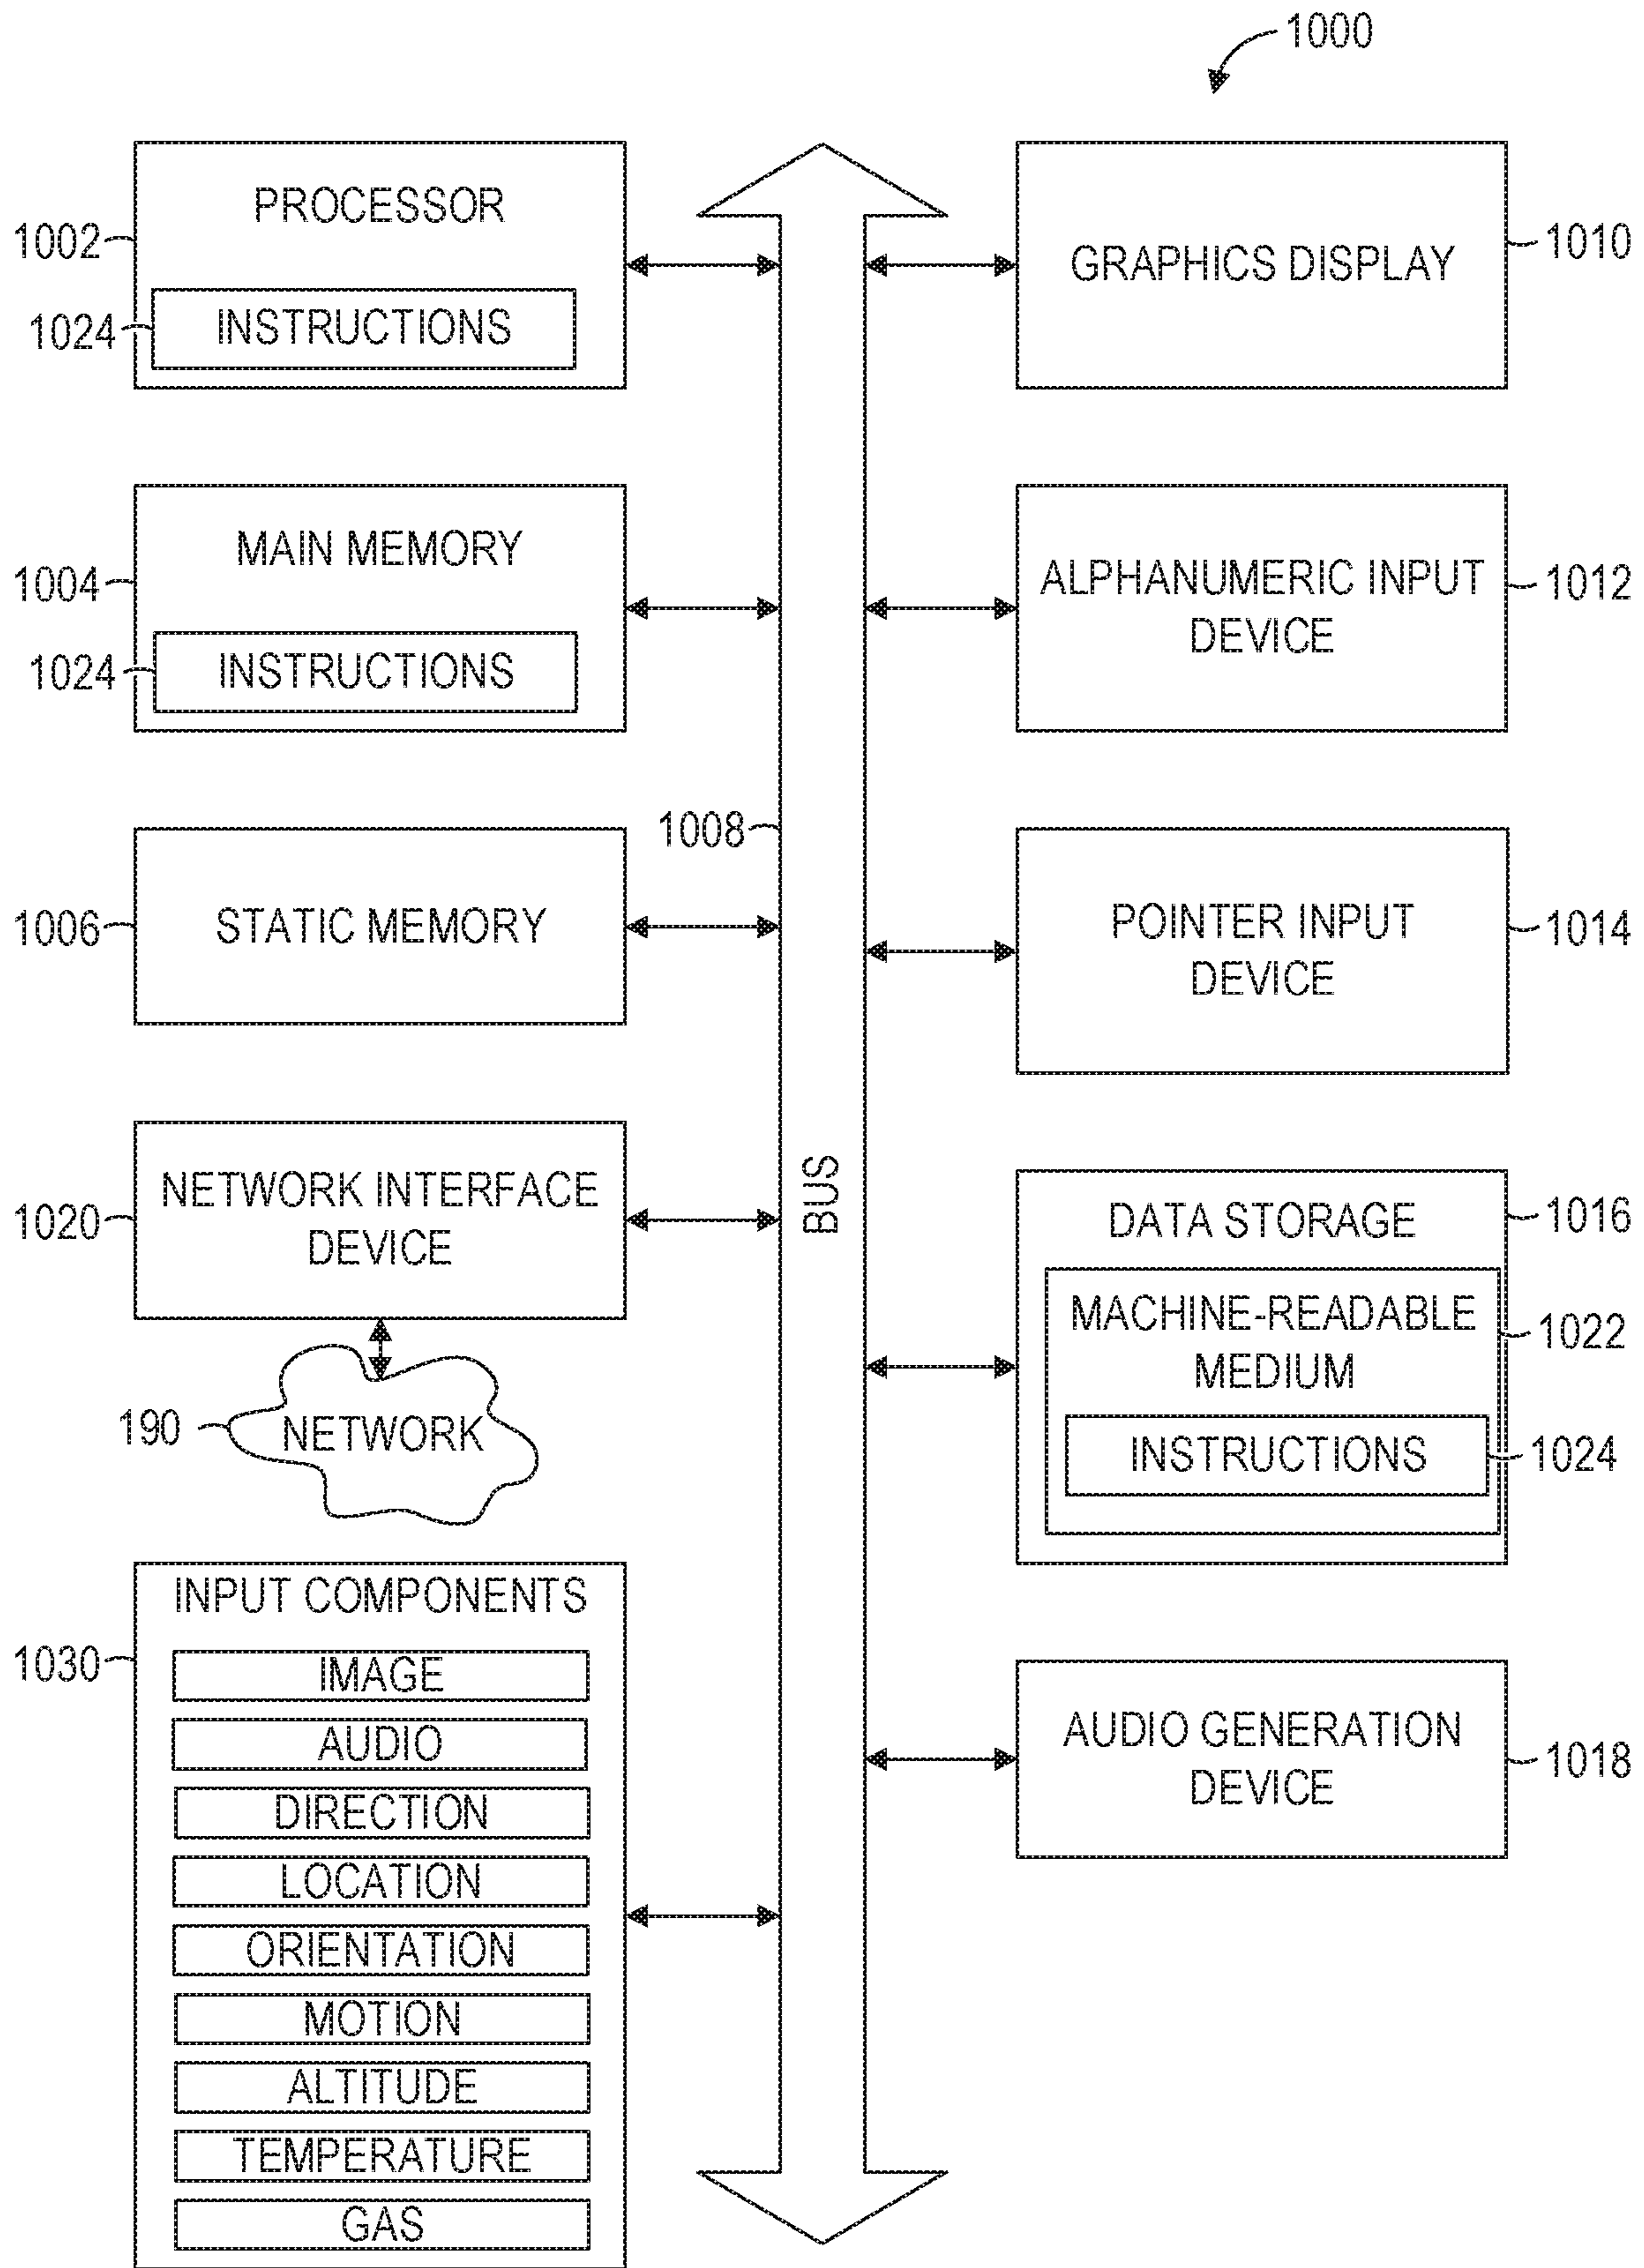 1000
PROCESSOR
1002
1024
INSTRUCTIONS
MAIN MEMORY
1004
1024
INSTRUCTIONS
1008
1006
STATIC MEMORY
NETWORK INTERFACE
DEVICE
1020
190
NETWORK
INPUT COMPONENTS
1030
IMAGE
AUDIO
DIRECTION
LOCATION
ORIENTATION
MOTION
ALTITUDE
TEMPERATURE
GAS
BUS
GRAPHICS DISPLAY
1010
ALPHANUMERIC INPUT
DEVICE
1012
POINTER INPUT
DEVICE
1014
DATA STORAGE
1016
MACHINE-READABLE
MEDIUM
1022
INSTRUCTIONS
1024
AUDIO GENERATION
DEVICE
1018